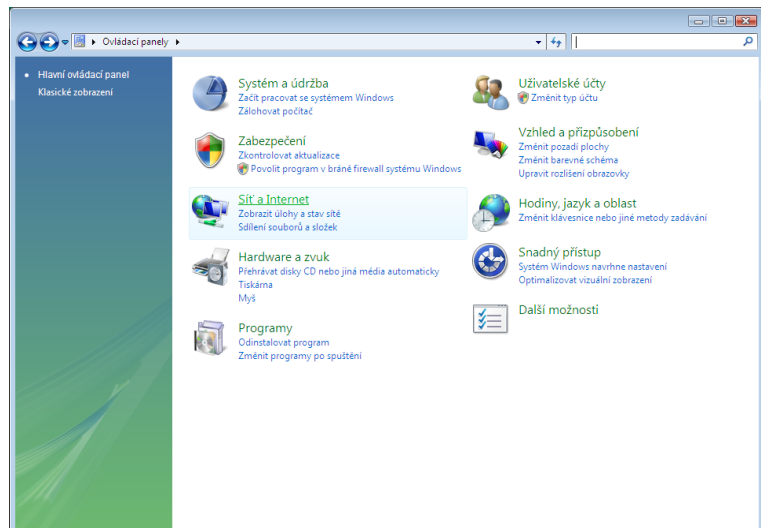 Ovládací panely
Hlavní ovládací panel
Klasické zobrazení
Systém a údržba
Začít pracovat se systémem Windows
Zálohovat počítač
Zabezpečení
Zkontrolovat aktualizace
Povolit program v bráně firewall systému Windows
Síť a Internet
Zobrazit úlohy a stav sítě
Sdílení souborů a složek
Hardware a zvuk
Přehrávat disky CD nebo jiná média automaticky
Tiskárna
Myš
Programy
Odinstalovat program
Změnit programy po spuštění
Uživatelské účty
Změnit typ účtu
Vzhled a přizpůsobení
Změnit pozadí plochy
Změnit barevné schéma
Upravit rozlišení obrazovky
Hodiny, jazyk a oblast
Změnit klávesnice nebo jiné metody zadávání
Snadný přístup
Systém Windows navrhne nastavení
Optimalizovat vizuální zobrazení
Další možnosti